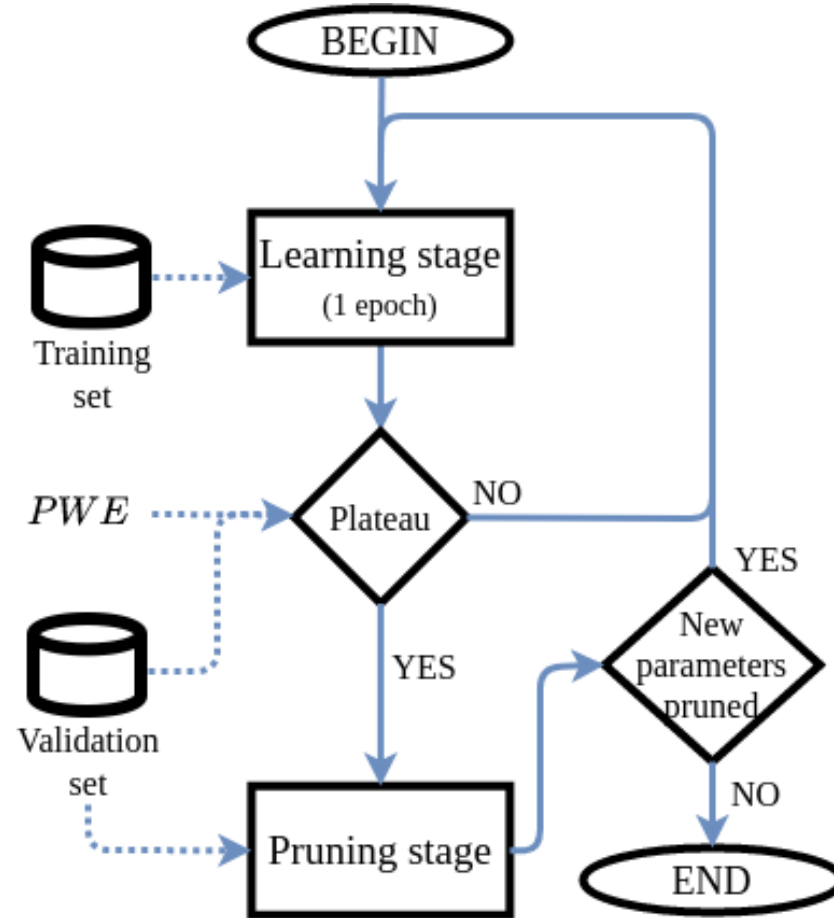 BEGIN
Learning stage
(1 epoch)
Training
set
PWE
Plateau
NO
YES
New
parameters
pruned
YES
Validation
set
Pruning stage
NO
END